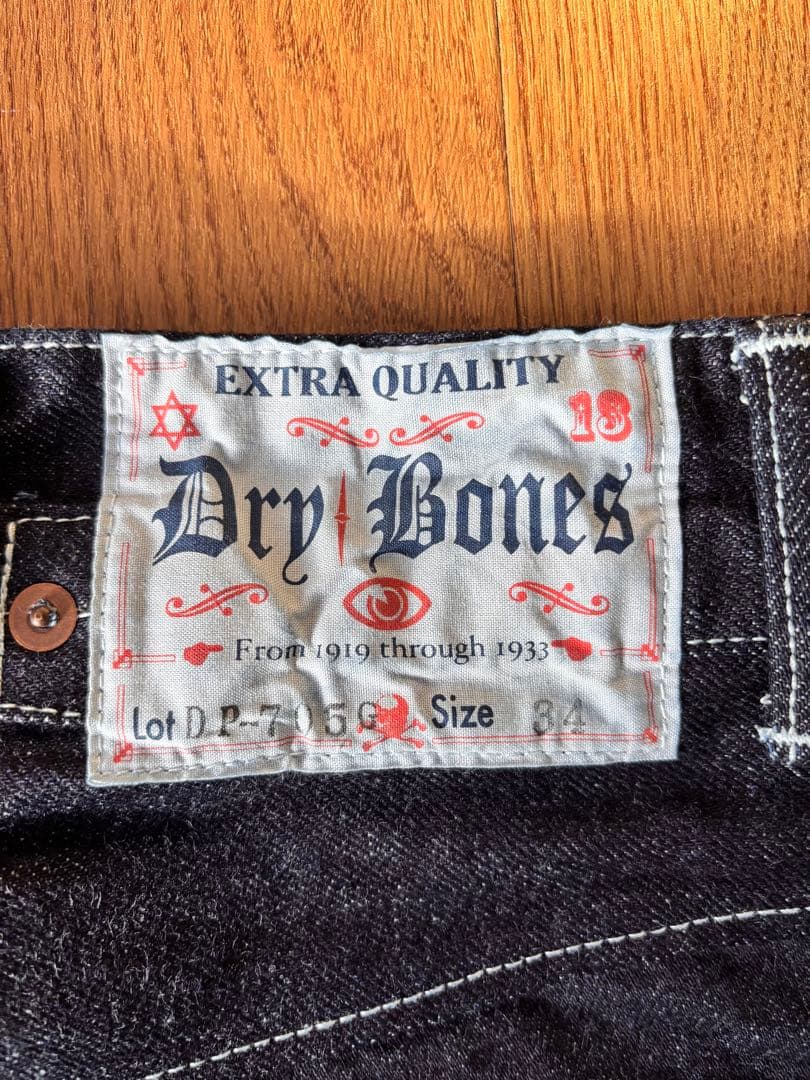 EXTRA QUALITY
13
Dry Bones
From 1919 through 1933
Lot DP-7059 Size 34